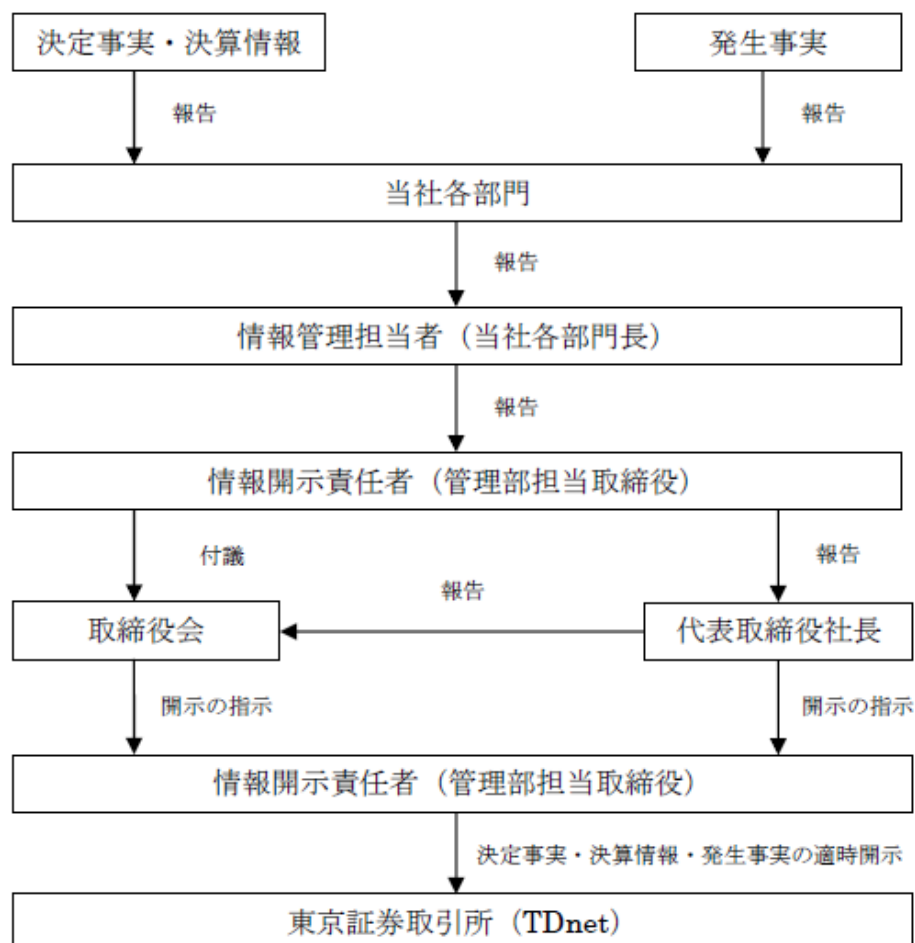 決定事実・決算情報
発生事実
報告
報告
当社各部門
報告
情報管理担当者（当社各部門長）
報告
情報開示責任者（管理部担当取締役）
付議
報告
報告
取締役会
代表取締役社長
開示の指示
開示の指示
情報開示責任者（管理部担当取締役）
決定事実・決算情報・発生事実の適時開示
東京証券取引所（TDnet）